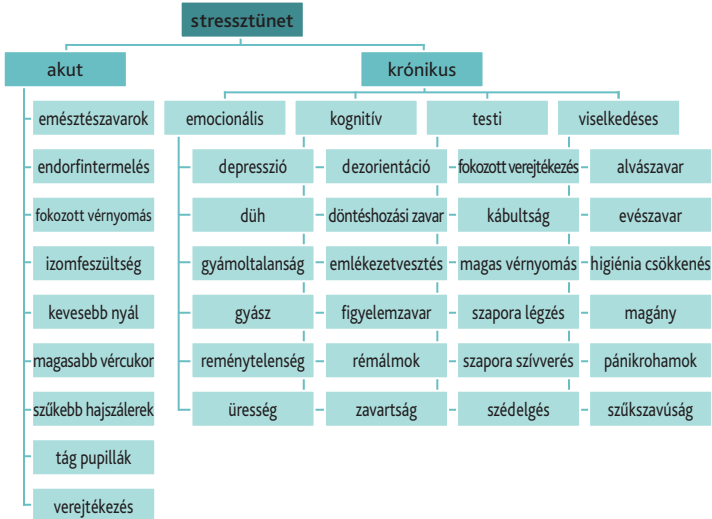 stressztünet
akut
krónikus
emésztészavarok
endorfintermelés
fokozott vérnyomás
izomfeszültség
kevesebb nyál
magasabb vércukor
szűkebb hajszálerek
tág pupillák
verejtékezés
emocionális
depresszió
düh
gyámoltalanság
gyász
reménytelenség
üresség
kognitív
dezorientáció
döntéshozási zavar
emlékezetvesztés
figyelemzavar
rémálmok
zavartság
testi
fokozott verejtékezés
kábultság
magas vérnyomás
szapora légzés
szapora szívverés
szédelgés
viselkedéses
alvászavar
evészavar
higiénia csökkenés
magány
pánikrohamok
szűkszavúság